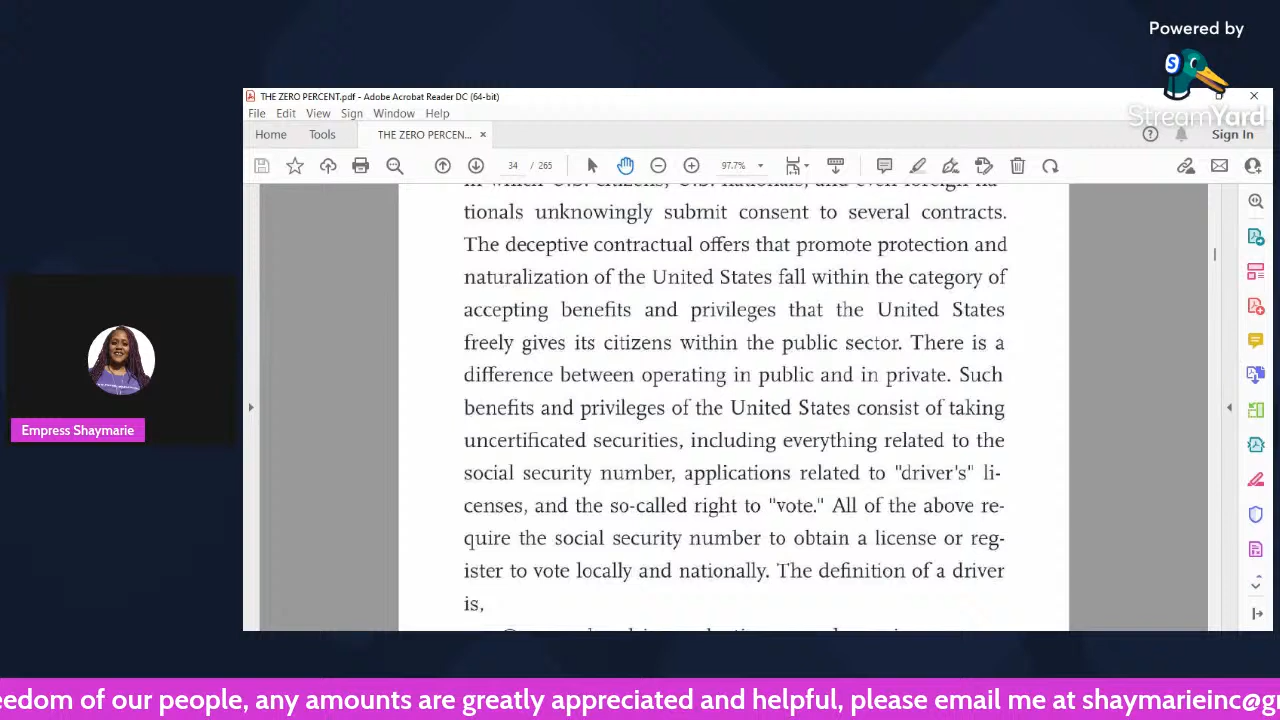 Powered by
StreamYard
THE ZERO PERCENT.pdf - Adobe Acrobat Reader DC (64-bit)
File Edit View Sign Window Help
Home Tools THE ZERO PERCEN... ×
Sign In
34 / 265 97.7%
in which U.S. citizens, U.S. nationals, and even foreign na-
tionals unknowingly submit consent to several contracts.
The deceptive contractual offers that promote protection and
naturalization of the United States fall within the category of
accepting benefits and privileges that the United States
freely gives its citizens within the public sector. There is a
difference between operating in public and in private. Such
benefits and privileges of the United States consist of taking
uncertificated securities, including everything related to the
social security number, applications related to "driver's" li-
censes, and the so-called right to "vote." All of the above re-
quire the social security number to obtain a license or reg-
ister to vote locally and nationally. The definition of a driver
is,
Empress Shaymarie
eedom of our people, any amounts are greatly appreciated and helpful, please email me at shaymarieinc@g